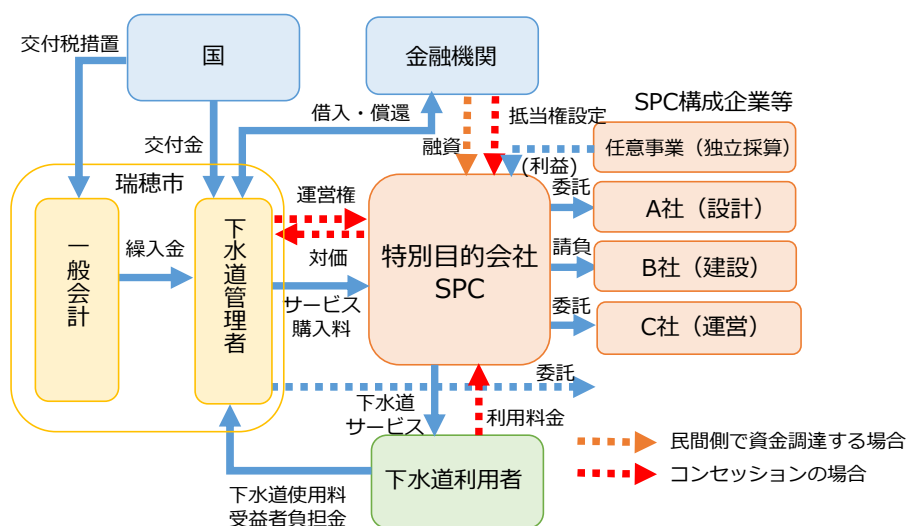 交付税措置
国
金融機関
SPC構成企業等
借入・償還
抵当権設定
交付金
融資
任意事業（独立採算）
(利益)
瑞穂市
運営権
委託
A社（設計）
一般会計
繰入金
下水道管理者
対価
特別目的会社
SPC
請負
B社（建設）
サービス
購入料
委託
C社（運営）
委託
下水道
サービス
利用料金
下水道利用者
民間側で資金調達する場合
コンセッションの場合
下水道使用料
受益者負担金